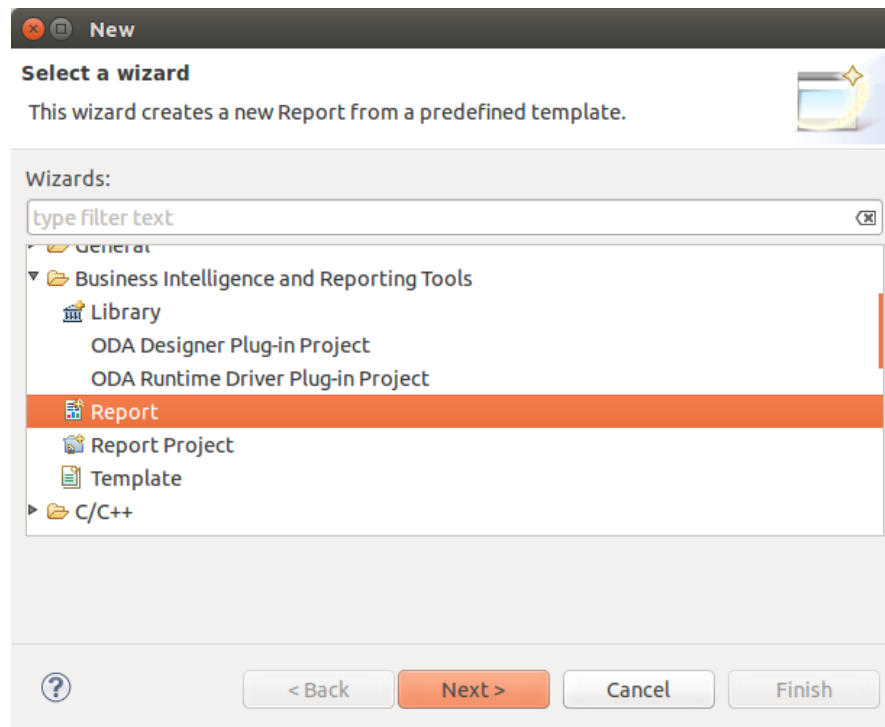 New
Select a wizard
This wizard creates a new Report from a predefined template.
Wizards:
type filter text
General
Business Intelligence and Reporting Tools
Library
ODA Designer Plug-in Project
ODA Runtime Driver Plug-in Project
Report
Report Project
Template
C/C++
? < Back Next > Cancel Finish